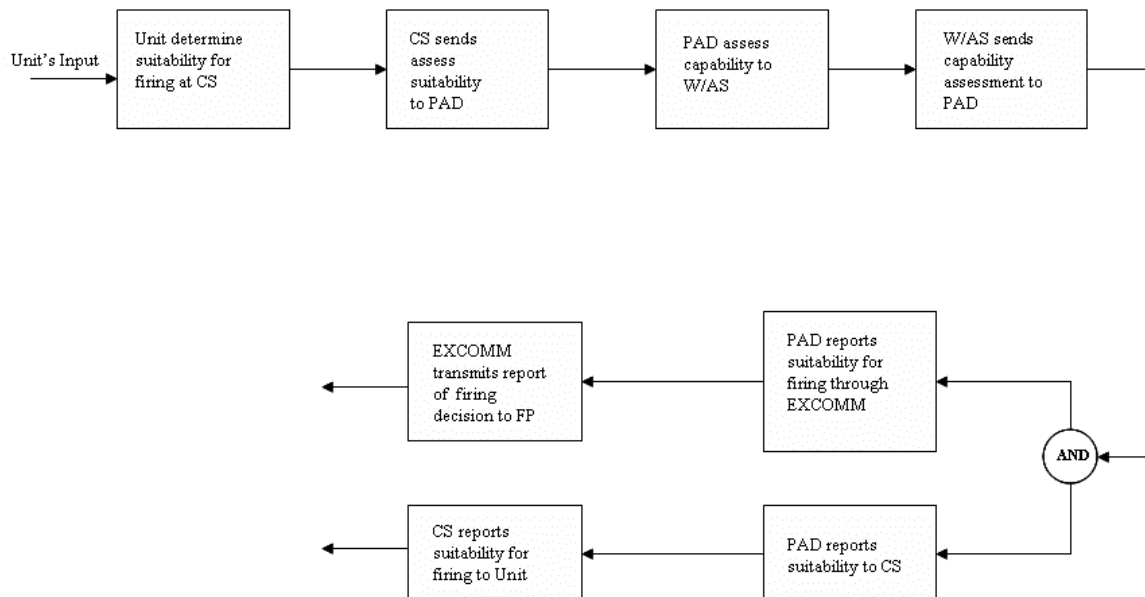 Unit's Input
Unit determine
suitability for
firing at CS
CS sends
assess
suitability
to PAD
PAD assess
capability to
W/AS
W/AS sends
capability
assessment to
PAD
EXCOMM
transmits report
of firing
decision to FP
PAD reports
suitability for
firing through
EXCOMM
AND
CS reports
suitability for
firing to Unit
PAD reports
suitability to CS